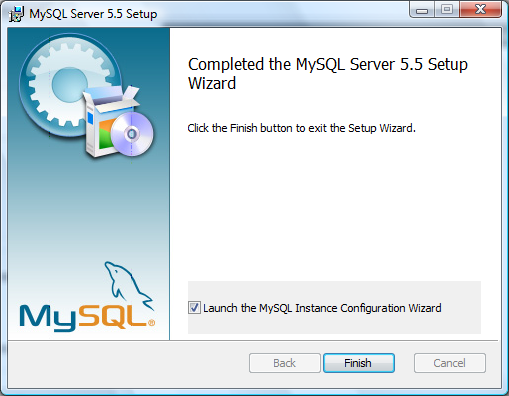 MySQL Server 5.5 Setup
Completed the MySQL Server 5.5 Setup
Wizard
Click the Finish button to exit the Setup Wizard.
MySQL®
Launch the MySQL Instance Configuration Wizard
Back
Finish
Cancel